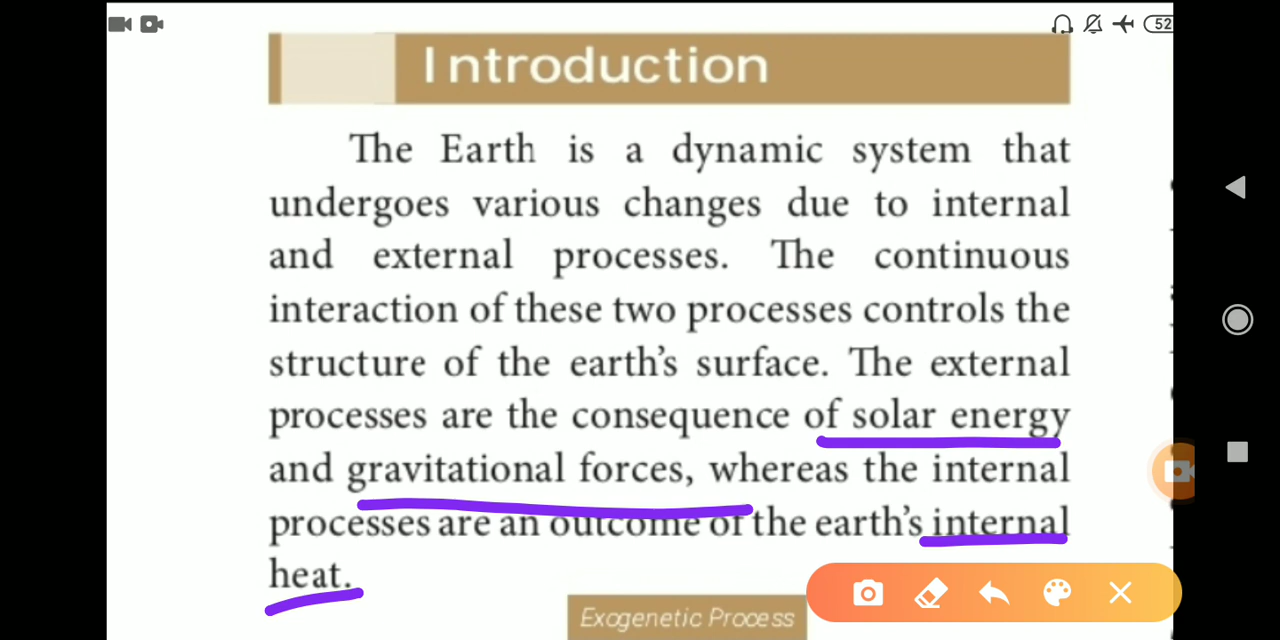 52
Introduction
The Earth is a dynamic system that
undergoes various changes due to internal
and external processes. The continuous
interaction of these two processes controls the
structure of the earth's surface. The external
processes are the consequence of solar energy
and gravitational forces, whereas the internal
processes are an outcome of the earth's internal
heat.
Exogenetic Process